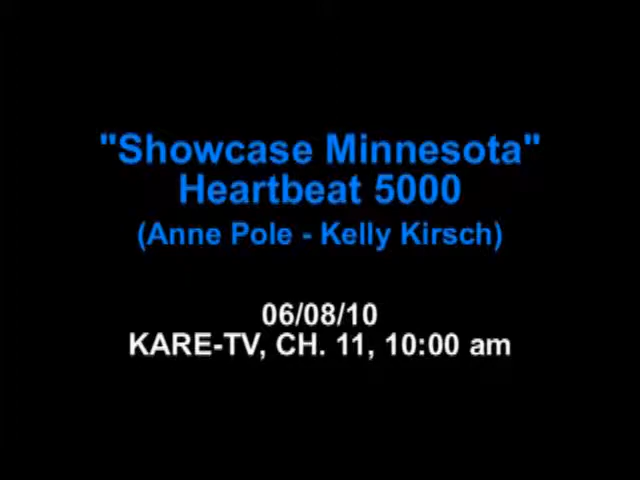 "Showcase Minnesota"
Heartbeat 5000
(Anne Pole - Kelly Kirsch)
06/08/10
KARE-TV, CH. 11, 10:00 am